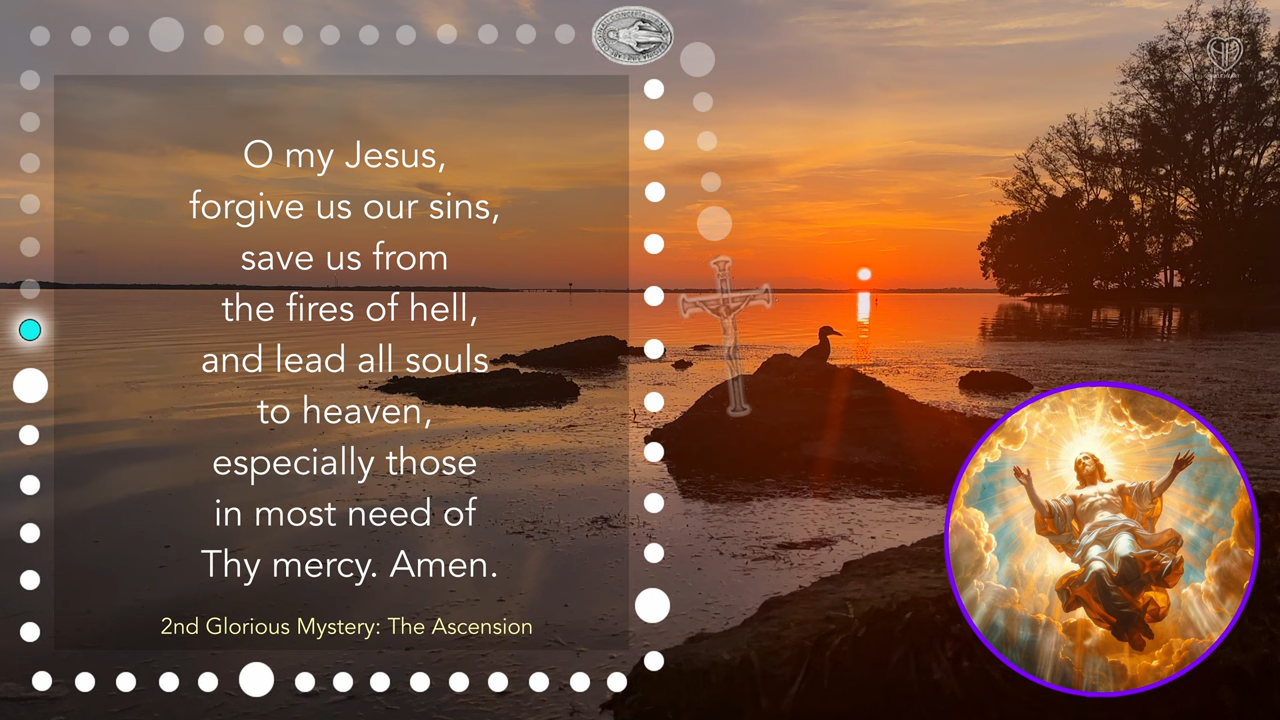 O my Jesus,
forgive us our sins,
save us from
the fires of hell,
and lead all souls
to heaven,
especially those
in most need of
Thy mercy. Amen.
2nd Glorious Mystery: The Ascension